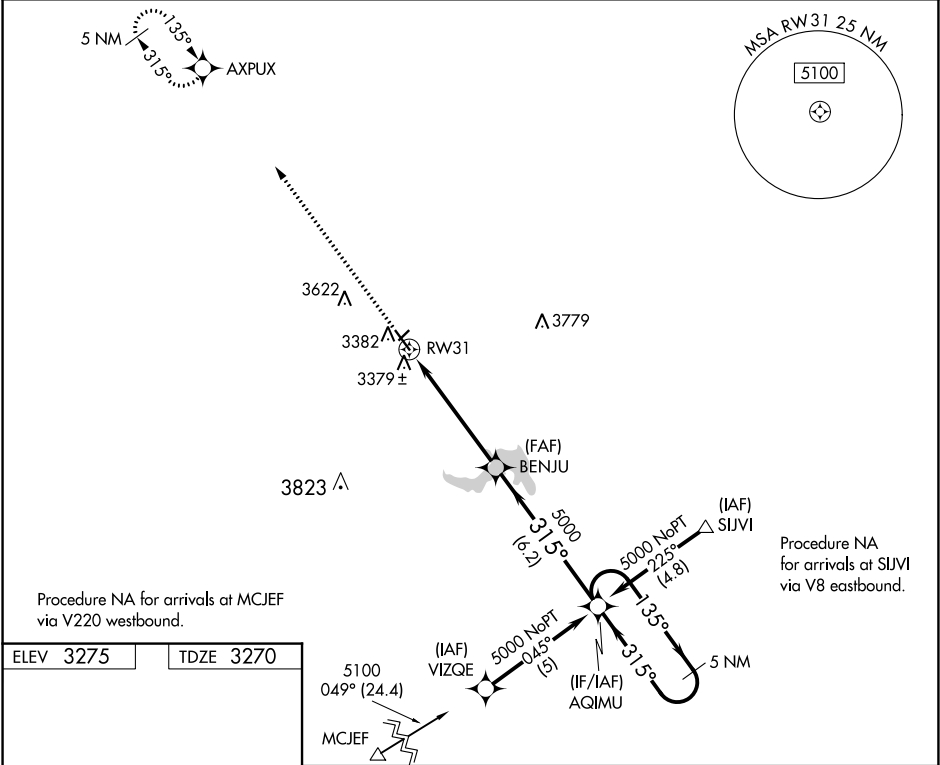 5 NM
135°
315°
AXPUX
MSA RW31 25 NM
5100
3622
3382
RW31
3379 ±
3779
(FAF)
BENJU
3823
5000
315°
(6.2)
(IAF)
SIJVI
5000 NoPT
225°
(4.8)
Procedure NA
for arrivals at SIJVI
via V8 eastbound.
Procedure NA for arrivals at MCJEF
via V220 westbound.
135°
315°
5 NM
ELEV 3275
TDZE 3270
(IAF)
VIZQE
5000 NoPT
045°
(5)
(IF/IAF)
AQIMU
5100
049° (24.4)
MCJEF